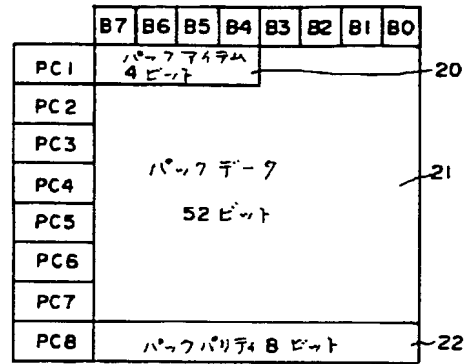 B7 B6 B5 B4 B3 B2 B1 B0
PC1 パックアイテム
4ビット 20
PC2
PC3
PC4 パックデータ 21
PC5 52ビット
PC6
PC7
PC8 パックパリティ8ビット 22